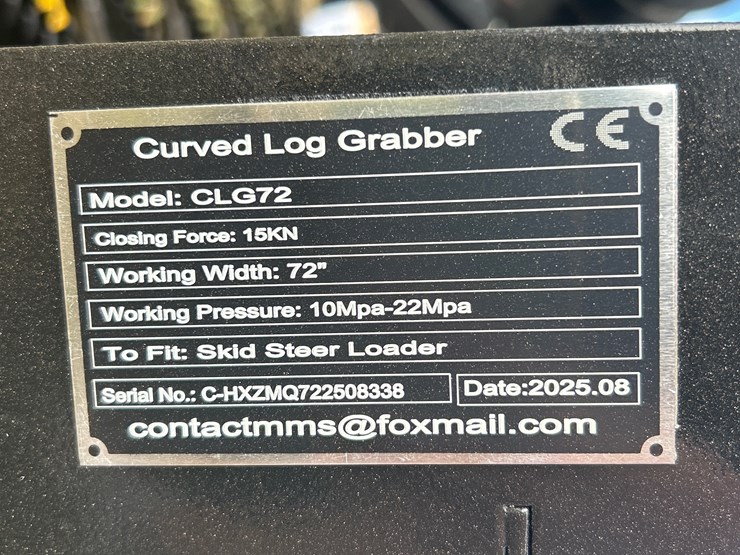 Curved Log Grabber CE
Model: CLG72
Closing Force: 15KN
Working Width: 72"
Working Pressure: 10Mpa-22Mpa
To Fit: Skid Steer Loader
Serial No.: C-HXZMQ722508338 Date:2025.08
contactmms@foxmail.com